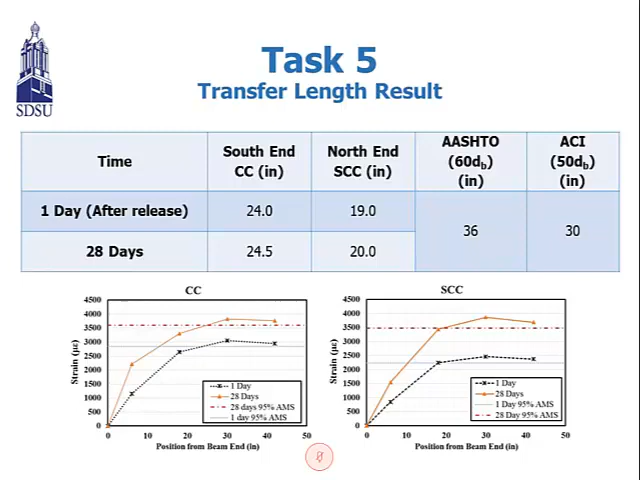 SDSU
Task 5
Transfer Length Result
Time
South End
CC (in)
North End
SCC (in)
AASHTO
(60db)
(in)
ACI
(50db)
(in)
1 Day (After release)
24.0
19.0
36
30
28 Days
24.5
20.0
CC
4500
4000
3500
3000
2500
2000
1500
1000
500
0
Strain (µε)
0 10 20 30 40 50
Position from Beam End (in)
1 Day
28 Days
28 days 95% AMS
1 day 95% AMS
SCC
4500
4000
3500
3000
2500
2000
1500
1000
500
0
Strain (µε)
0 10 20 30 40 50
Position from Beam End (in)
1 Day
28 Days
1 Day 95% AMS
28 Day 95% AMS